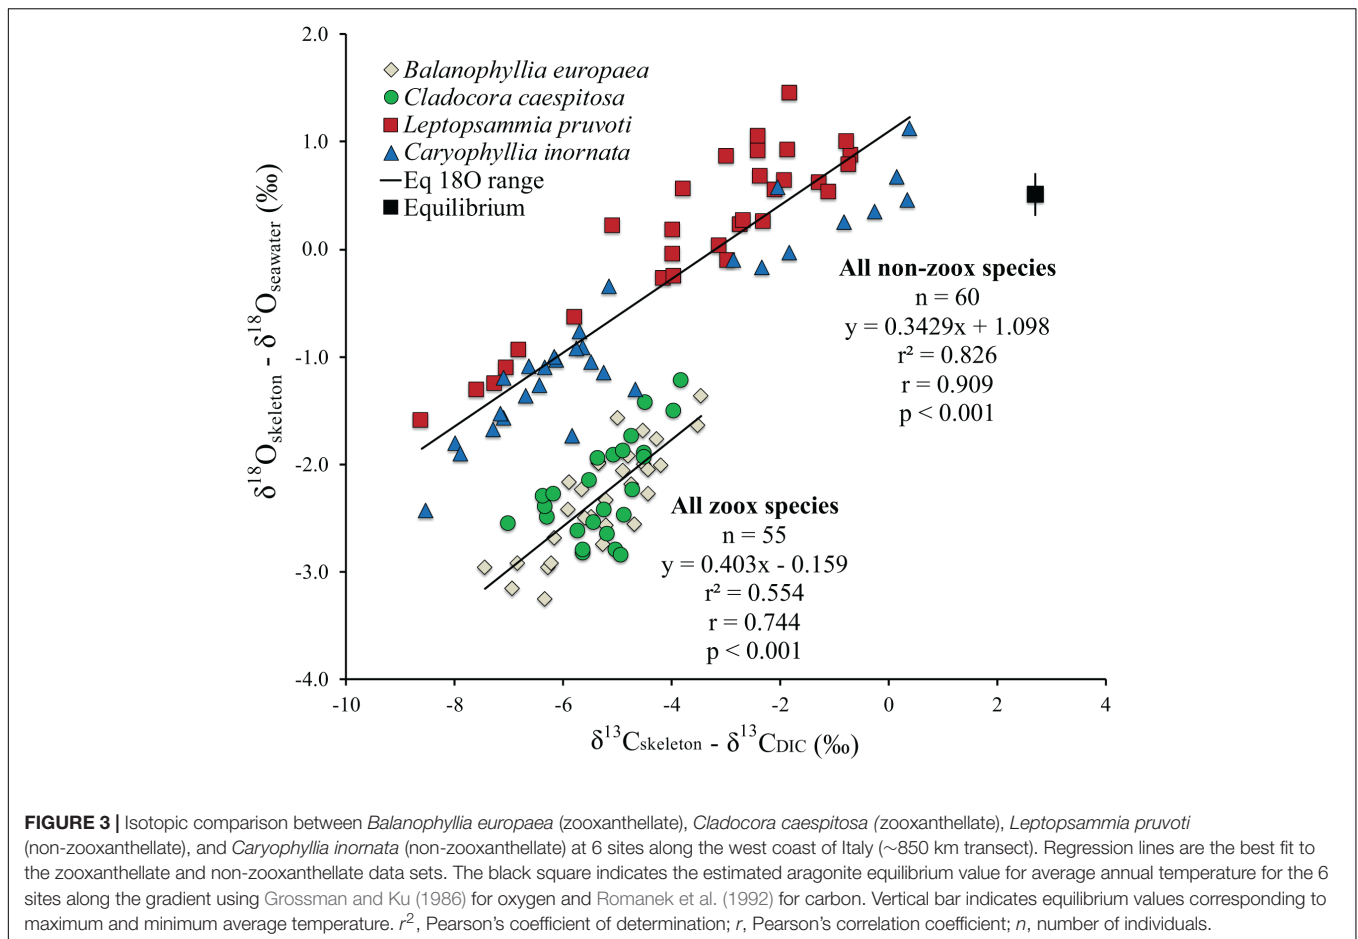 2.0
1.0
0.0
-1.0
-2.0
-3.0
-4.0
δ¹⁸Oskeleton - δ¹⁸Oseawater (‰)
Balanophyllia europaea
Cladocora caespitosa
Leptopsammia pruvoti
Caryophyllia inornata
Eq 18O range
Equilibrium
All non-zoox species
n = 60
y = 0.3429x + 1.098
r² = 0.826
r = 0.909
p < 0.001
All zoox species
n = 55
y = 0.403x - 0.159
r² = 0.554
r = 0.744
p < 0.001
-10 -8 -6 -4 -2 0 2 4
δ¹³Cskeleton - δ¹³CDIC (‰)
FIGURE 3 | Isotopic comparison between Balanophyllia europaea (zooxanthellate), Cladocora caespitosa (zooxanthellate), Leptopsammia pruvoti
(non-zooxanthellate), and Caryophyllia inornata (non-zooxanthellate) at 6 sites along the west coast of Italy (~850 km transect). Regression lines are the best fit to
the zooxanthellate and non-zooxanthellate data sets. The black square indicates the estimated aragonite equilibrium value for average annual temperature for the 6
sites along the gradient using Grossman and Ku (1986) for oxygen and Romanek et al. (1992) for carbon. Vertical bar indicates equilibrium values corresponding to
maximum and minimum average temperature. r², Pearson's coefficient of determination; r, Pearson's correlation coefficient; n, number of individuals.